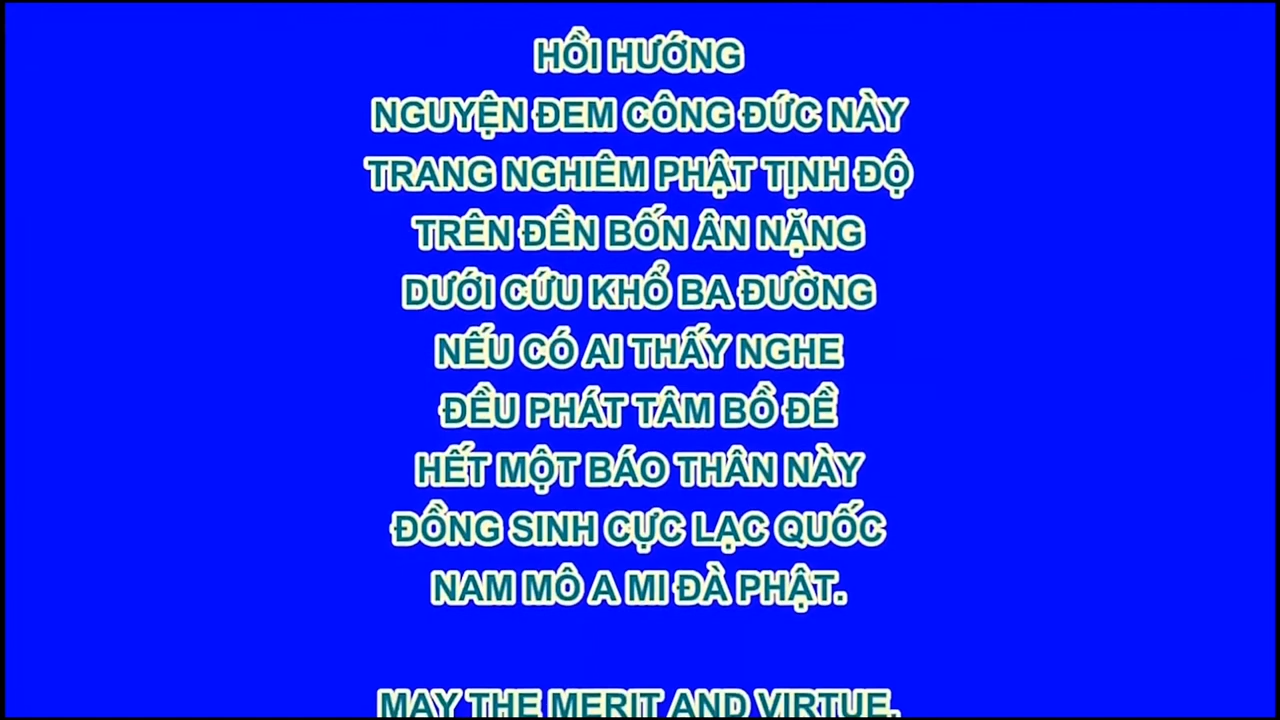 HỒI HƯỚNG
NGUYỆN ĐEM CÔNG ĐỨC NÀY
TRANG NGHIÊM PHẬT TỊNH ĐỘ
TRÊN ĐỀN BỐN ÂN NẶNG
DƯỚI CỨU KHỔ BA ĐƯỜNG
NẾU CÓ AI THẤY NGHE
ĐỀU PHÁT TÂM BỒ ĐỀ
HẾT MỘT BÁO THÂN NÀY
ĐỒNG SINH CỰC LẠC QUỐC
NAM MÔ A MI ĐÀ PHẬT.
MAY THE MERIT AND VIRTUE,